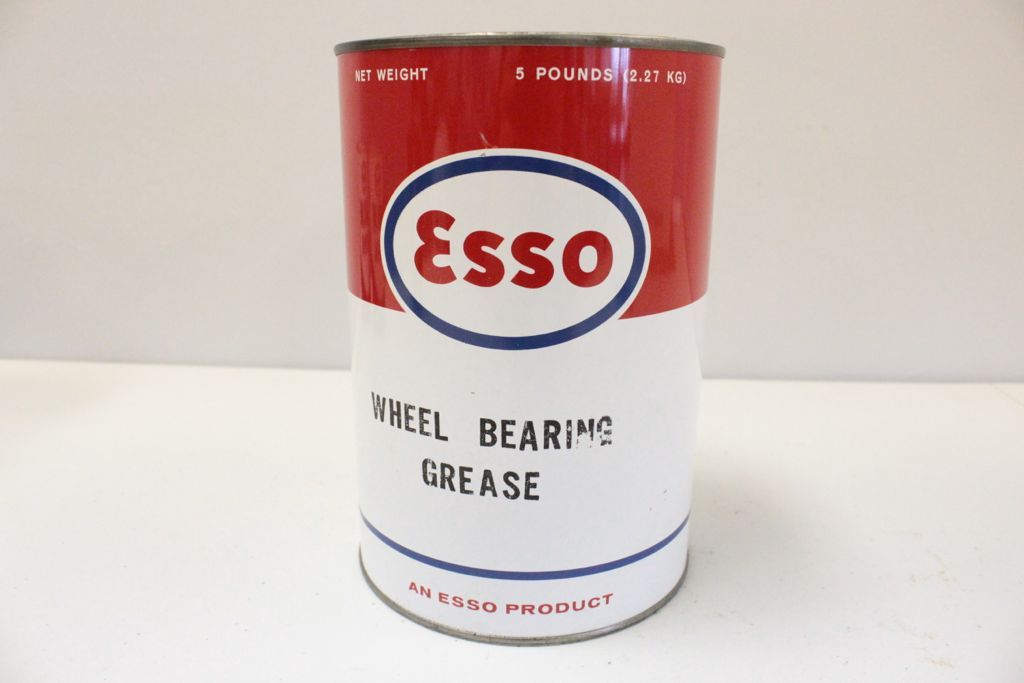 NET WEIGHT 5 POUNDS (2.27 KG)
Esso
WHEEL BEARING
GREASE
AN ESSO PRODUCT